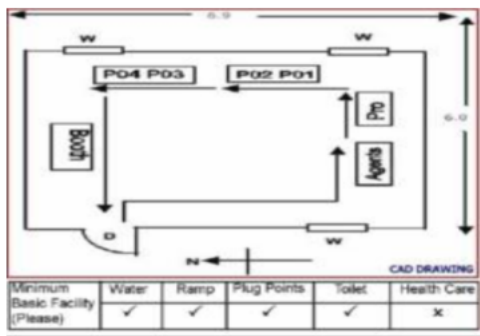 6.9
W
W
P04 P03
P02 P01
Booth
Pro
Agents
6.9
D
W
N
CAD DRAWING
Minimum Basic Facility (Please)
Water
Ramp
Plug Points
Toilet
Health Care
✓ ✓ ✓ ✓ x